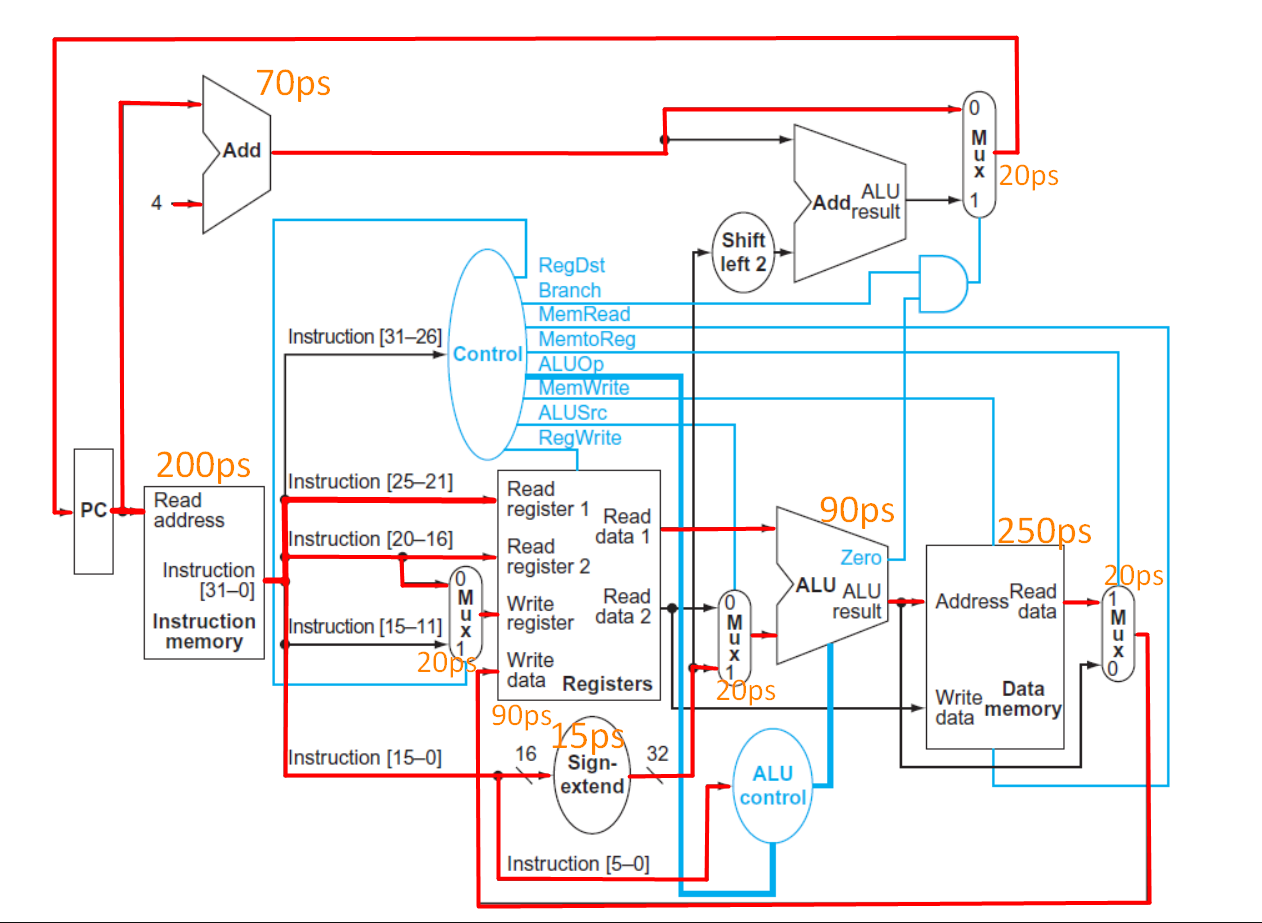 70ps
0
M
u
x
1
20ps
Add
4
Add ALU
result
Shift
left 2
RegDst
Branch
MemRead
MemtoReg
ALUOp
MemWrite
ALUSrc
RegWrite
Control
Instruction [31–26]
200ps
PC
Read
address
Instruction
[31–0]
Instruction
memory
Instruction [25–21]
Instruction [20–16]
Instruction [15–11]
0
M
u
x
1
20ps
Read
register 1
Read
register 2
Write
register
Write
data
Read
data 1
Read
data 2
Registers
90ps
0
M
u
x
1
20ps
90ps
Zero
ALU ALU
result
250ps
Address
Read
data
Write
data
Data
memory
20ps
1
M
u
x
0
Instruction [15–0]
16
15ps
Sign-
extend
32
ALU
control
Instruction [5–0]